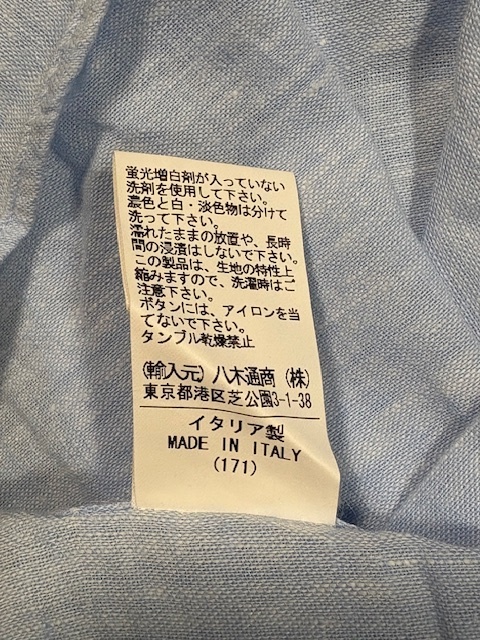 蛍光増白剤が入っていない
洗剤を使用して下さい。
濃色と白・淡色物は分けて
洗って下さい。
濡れたままの放置や、長時
間の浸漬はしないで下さい。
この製品は、生地の特性上
縮みますので、洗濯時はご
注意下さい。
ボタンには、アイロンを当
てないで下さい。
タンブル乾燥禁止
(輸入元) 八木通商 (株)
東京都港区芝公園3-1-38
イタリア製
MADE IN ITALY
(171)